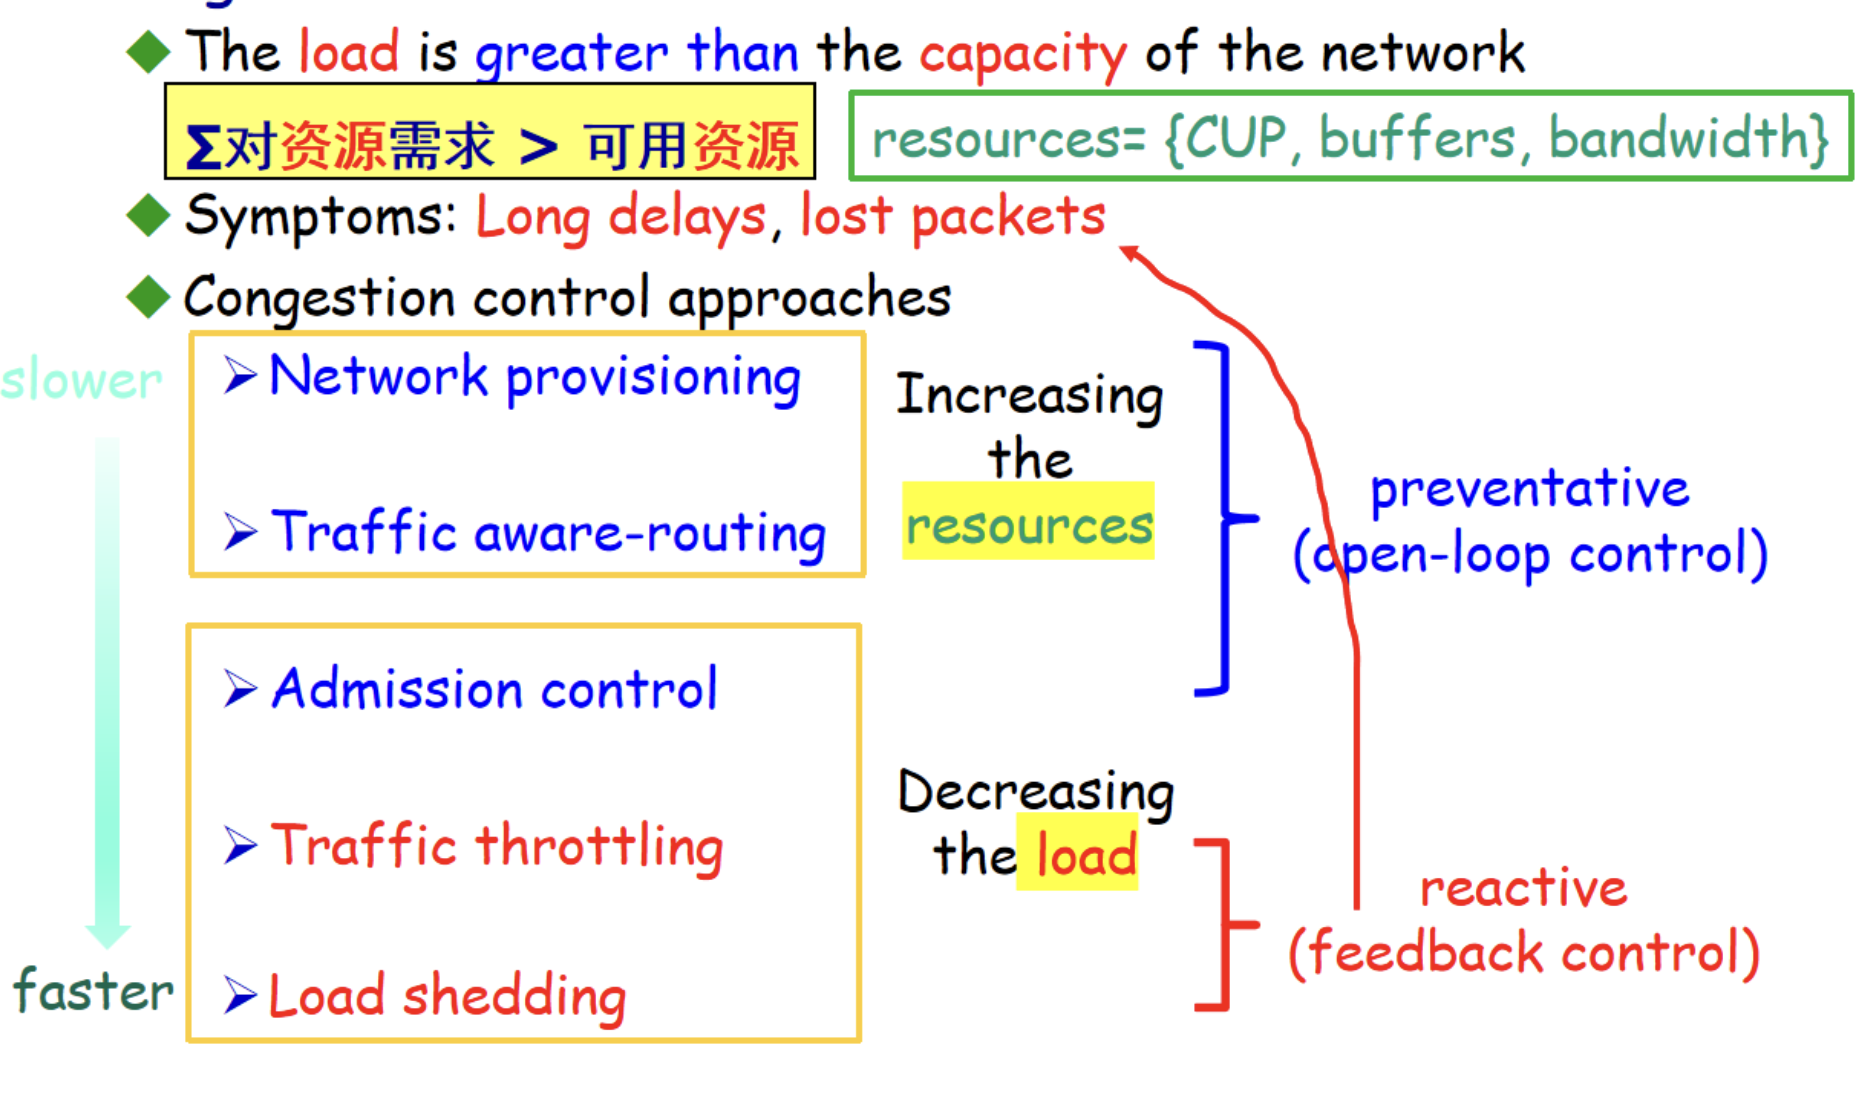 The load is greater than the capacity of the network
∑对资源需求 > 可用资源
resources= {CUP, buffers, bandwidth}
Symptoms: Long delays, lost packets
Congestion control approaches
slower
Network provisioning
Increasing
the
resources
Traffic aware-routing
preventative
(open-loop control)
Admission control
Traffic throttling
Decreasing
the load
reactive
(feedback control)
faster
Load shedding